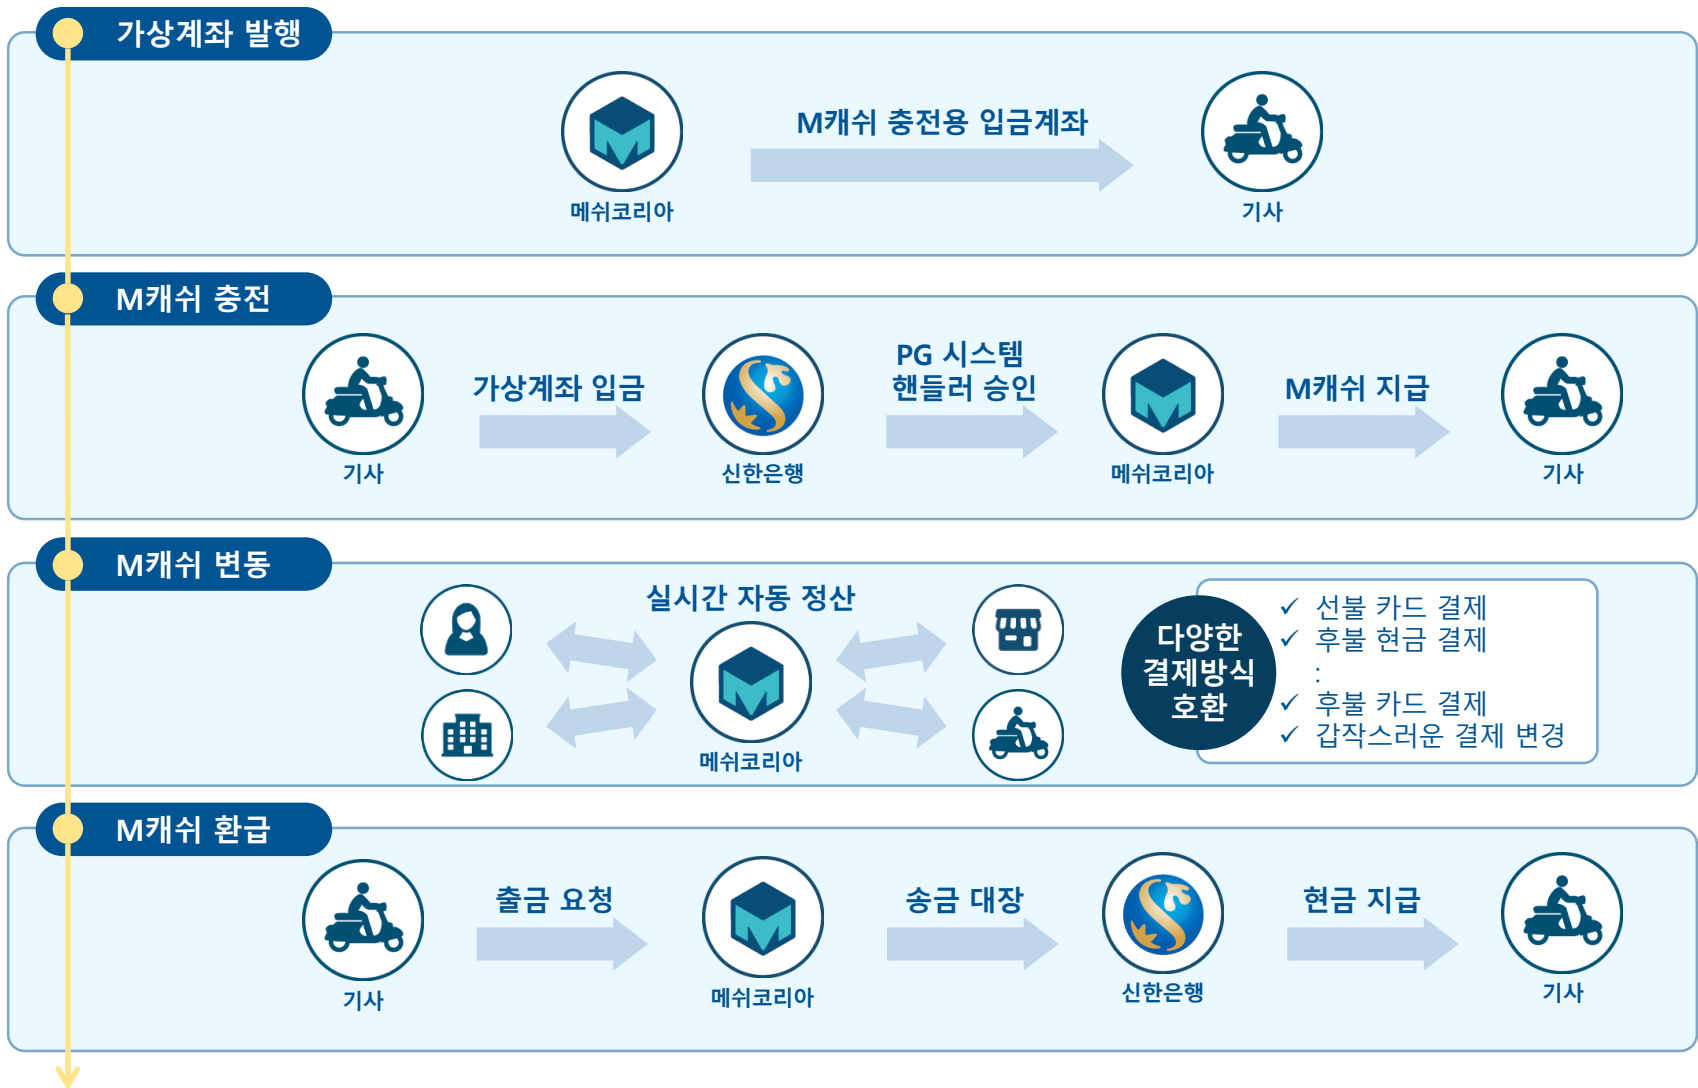 가상계좌 발행
M캐쉬 충전용 입금계좌
메쉬코리아
기사
M캐쉬 충전
가상계좌 입금
PG 시스템
핸들러 승인
M캐쉬 지급
기사
신한은행
메쉬코리아
기사
M캐쉬 변동
실시간 자동 정산
메쉬코리아
다양한
결제방식
호환
✓ 선불 카드 결제
✓ 후불 현금 결제
:
✓ 후불 카드 결제
✓ 갑작스러운 결제 변경
M캐쉬 환급
출금 요청
송금 대장
현금 지급
기사
메쉬코리아
신한은행
기사